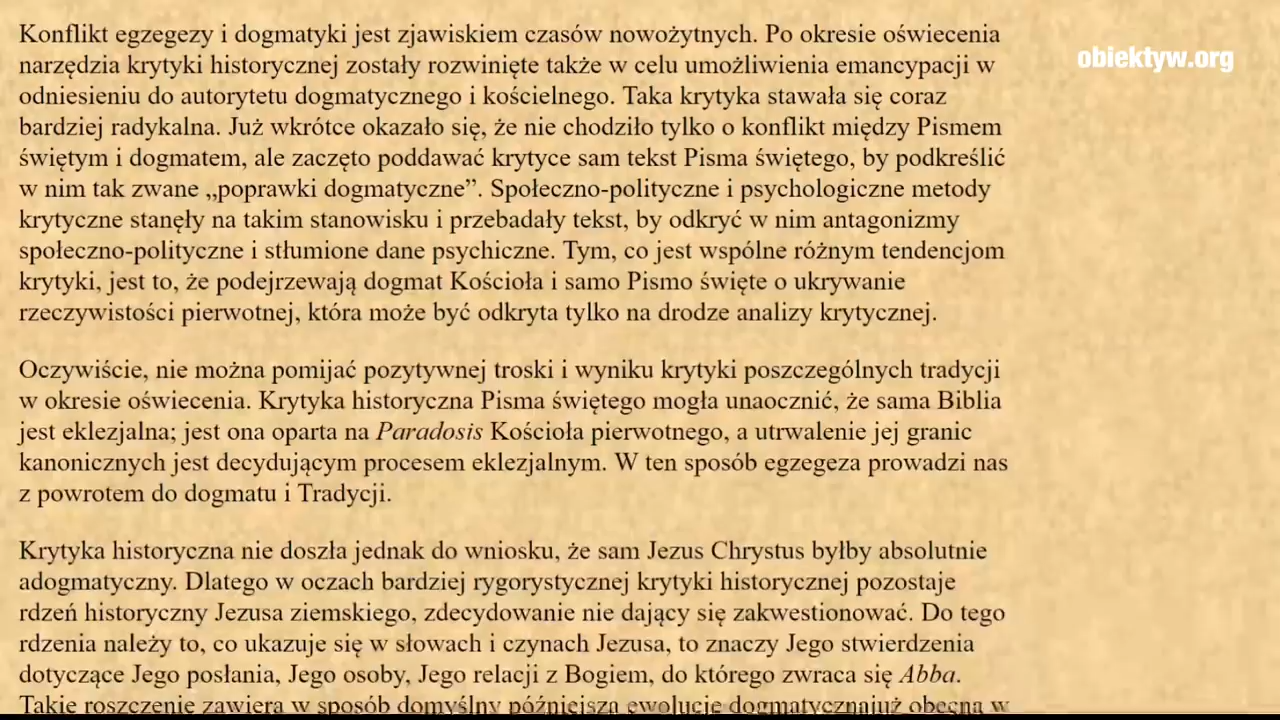 Konflikt egzegezy i dogmatyki jest zjawiskiem czasów nowożytnych. Po okresie oświecenia
narzędzia krytyki historycznej zostały rozwinięte także w celu umożliwienia emancypacji w
odniesieniu do autorytetu dogmatycznego i kościelnego. Taka krytyka stawała się coraz
bardziej radykalna. Już wkrótce okazało się, że nie chodziło tylko o konflikt między Pismem
świętym i dogmatem, ale zaczęto poddawać krytyce sam tekst Pisma świętego, by podkreślić
w nim tak zwane „poprawki dogmatyczne”. Społeczno-polityczne i psychologiczne metody
krytyczne stanęły na takim stanowisku i przebadały tekst, by odkryć w nim antagonizmy
społeczno-polityczne i stłumione dane psychiczne. Tym, co jest wspólne różnym tendencjom
krytyki, jest to, że podejrzewają dogmat Kościoła i samo Pismo święte o ukrywanie
rzeczywistości pierwotnej, która może być odkryta tylko na drodze analizy krytycznej.
Oczywiście, nie można pomijać pozytywnej troski i wyniku krytyki poszczególnych tradycji
w okresie oświecenia. Krytyka historyczna Pisma świętego mogła unaocznić, że sama Biblia
jest eklezjalna; jest ona oparta na Paradosis Kościoła pierwotnego, a utrwalenie jej granic
kanonicznych jest decydującym procesem eklezjalnym. W ten sposób egzegeza prowadzi nas
z powrotem do dogmatu i Tradycji.
Krytyka historyczna nie doszła jednak do wniosku, że sam Jezus Chrystus byłby absolutnie
adogmatyczny. Dlatego w oczach bardziej rygorystycznej krytyki historycznej pozostaje
rdzeń historyczny Jezusa ziemskiego, zdecydowanie nie dający się zakwestionować. Do tego
rdzenia należy to, co ukazuje się w słowach i czynach Jezusa, to znaczy Jego stwierdzenia
dotyczące Jego posłania, Jego osoby, Jego relacji z Bogiem, do którego zwraca się Abba.
Takie roszczenie zawiera w sposób domyślny późniejszą ewolucję dogmatycznąjuż obecną w
obiektyw.org